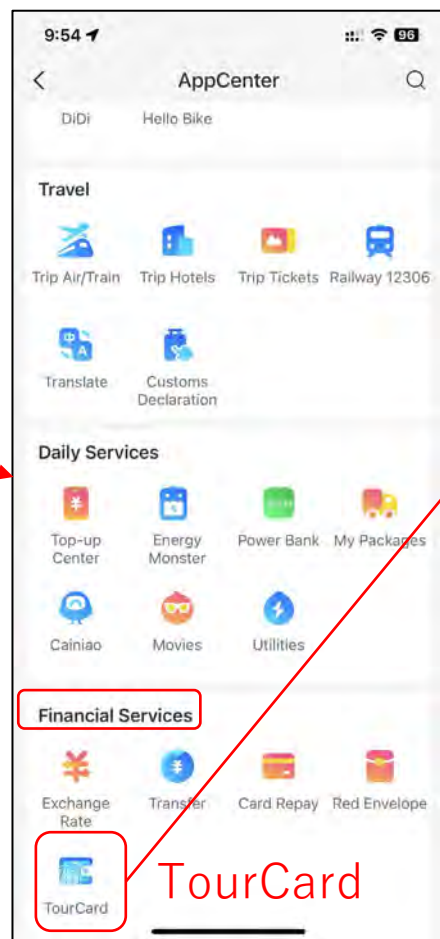 9:54
96
AppCenter
DiDi Hello Bike
Travel
Trip Air/Train Trip Hotels Trip Tickets Railway 12306
Translate Customs
Declaration
Daily Services
Top-up Energy Power Bank My Packages
Center Monster
Cainiao Movies Utilities
Financial Services
Exchange Transfer Card Repay Red Envelope
Rate
TourCard
TourCard